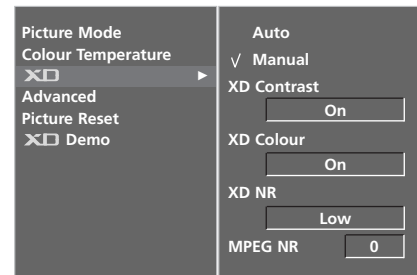 Picture Mode
Colour Temperature
XD ►
Advanced
Picture Reset
XD Demo
Auto
√ Manual
XD Contrast
On
XD Colour
On
XD NR
Low
MPEG NR 0